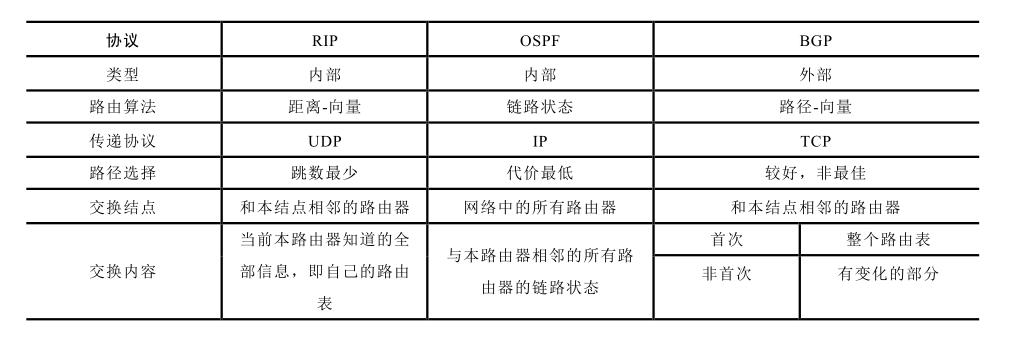 协议 RIP OSPF BGP
类型 内部 内部 外部
路由算法 距离-向量 链路状态 路径-向量
传递协议 UDP IP TCP
路径选择 跳数最少 代价最低 较好，非最佳
交换结点 和本结点相邻的路由器 网络中的所有路由器 和本结点相邻的路由器
交换内容
当前本路由器知道的全
部信息，即自己的路由
表
与本路由器相邻的所有路
由器的链路状态
首次 整个路由表
非首次 有变化的部分